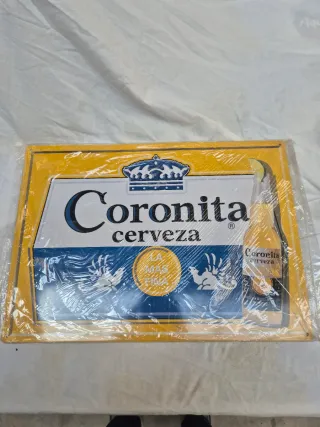 Coronita
®
cerveza
LA
MAS
FINA
Coronita
cerveza